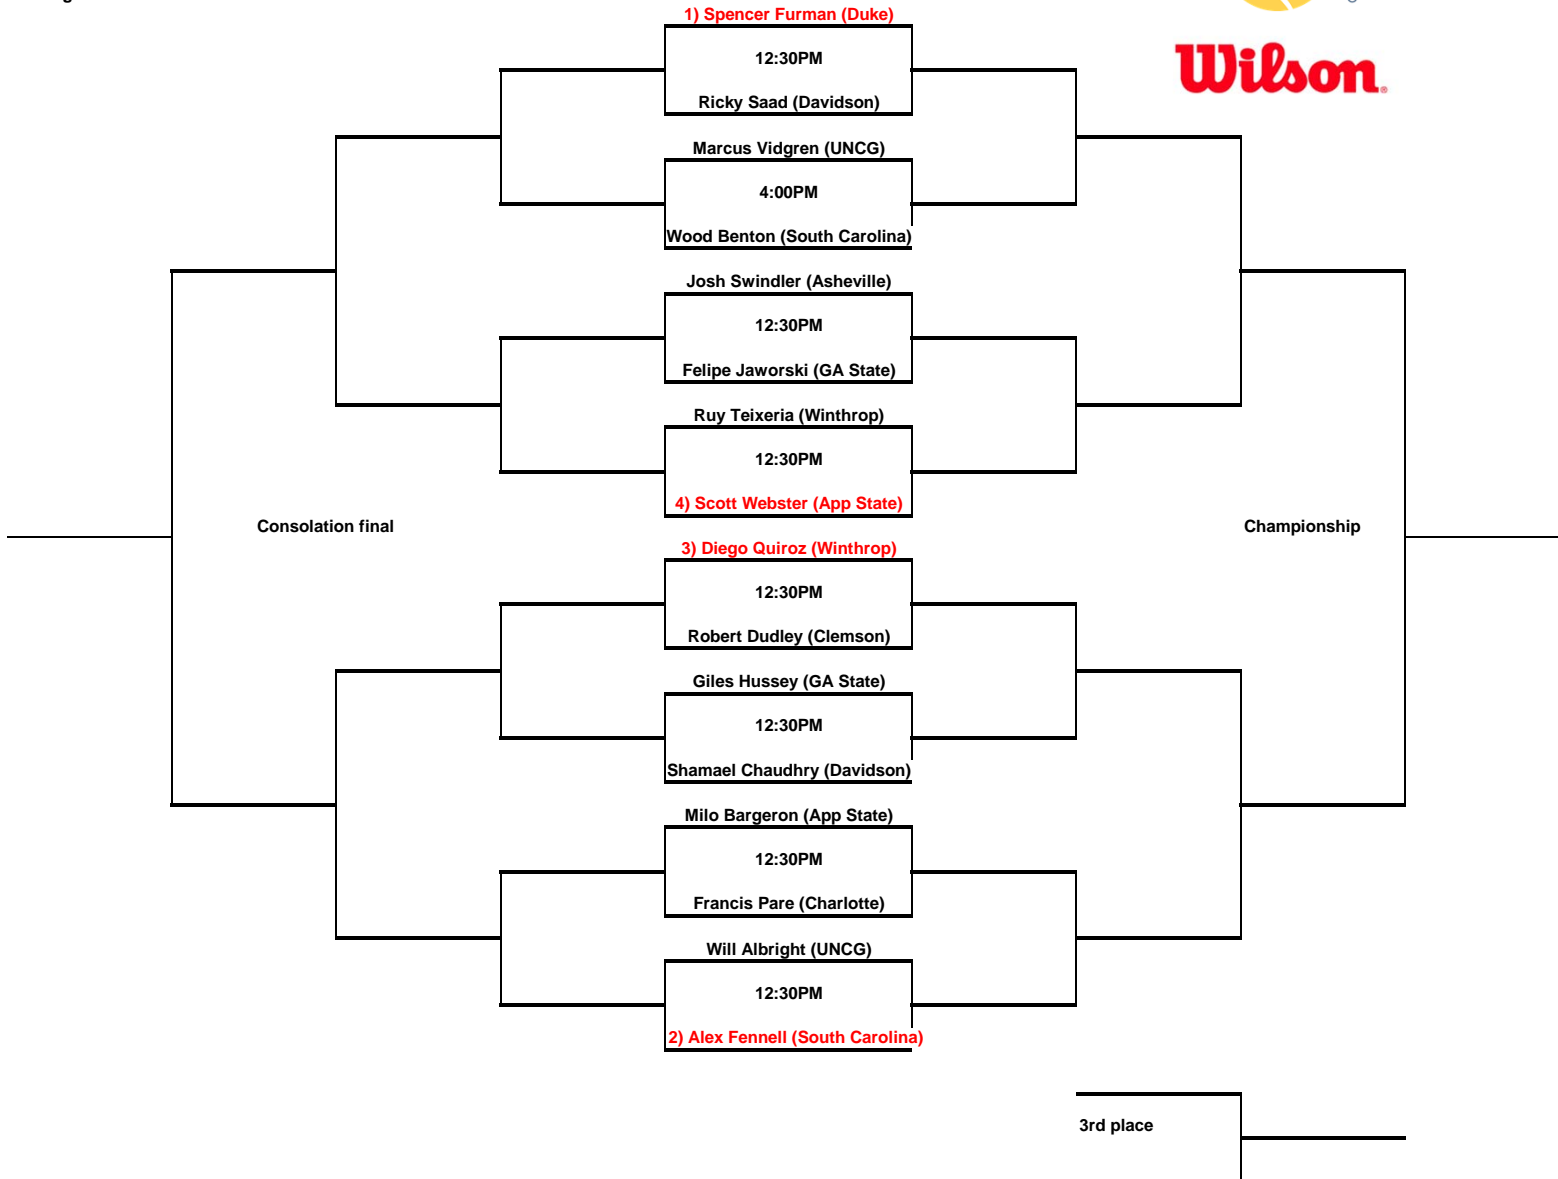 1) Spencer Furman (Duke)
12:30PM
Ricky Saad (Davidson)
Wilson
Marcus Vidgren (UNCG)
4:00PM
Wood Benton (South Carolina)
Josh Swindler (Asheville)
12:30PM
Felipe Jaworski (GA State)
Ruy Teixeria (Winthrop)
12:30PM
4) Scott Webster (App State)
Consolation final
Championship
3) Diego Quiroz (Winthrop)
12:30PM
Robert Dudley (Clemson)
Giles Hussey (GA State)
12:30PM
Shamael Chaudhry (Davidson)
Milo Bargeron (App State)
12:30PM
Francis Pare (Charlotte)
Will Albright (UNCG)
12:30PM
2) Alex Fennell (South Carolina)
3rd place